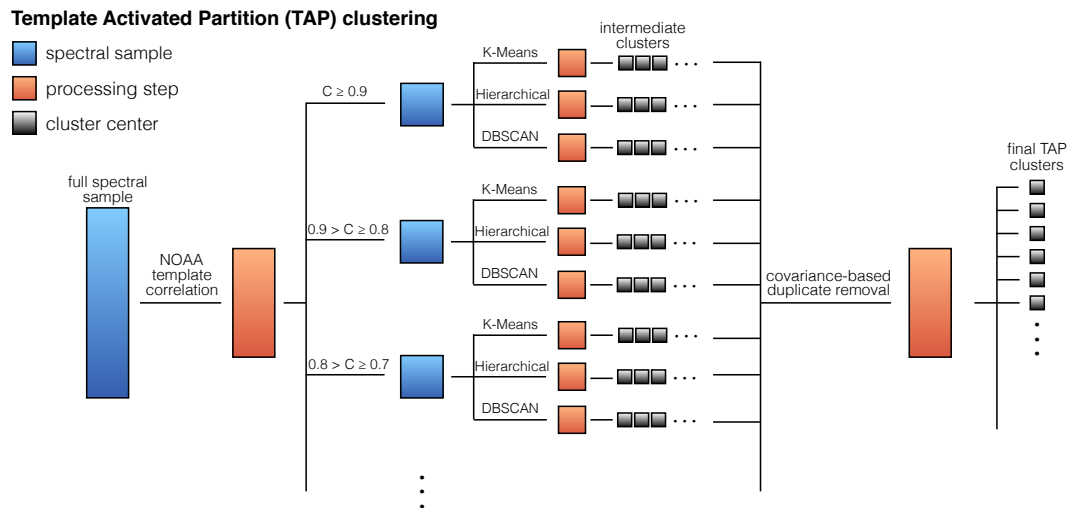 Template Activated Partition (TAP) clustering
spectral sample
processing step
cluster center
full spectral
sample
NOAA
template
correlation
C ≥ 0.9
K-Means
Hierarchical
DBSCAN
intermediate
clusters
0.9 > C ≥ 0.8
K-Means
Hierarchical
DBSCAN
0.8 > C ≥ 0.7
K-Means
Hierarchical
DBSCAN
covariance-based
duplicate removal
final TAP
clusters